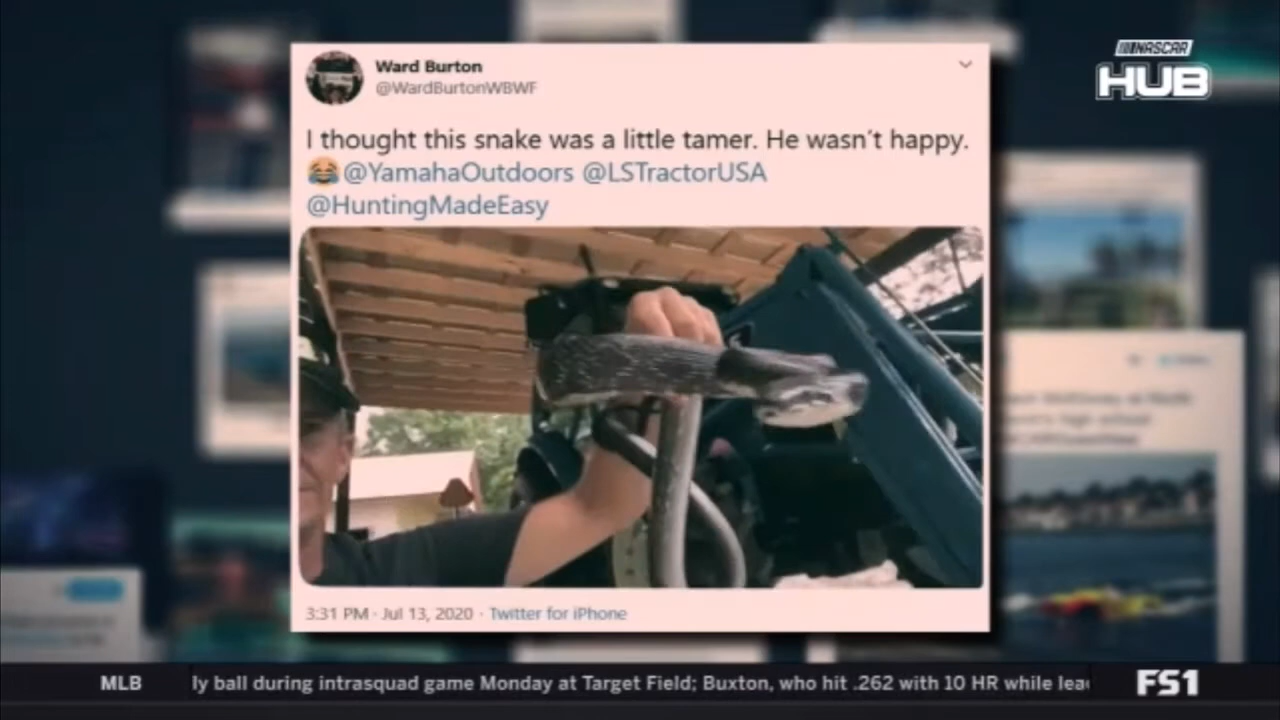 Ward Burton
@WardBurtonWBWF
I thought this snake was a little tamer. He wasn't happy.
😂@YamahaOutdoors @LSTractorUSA
@HuntingMadeEasy
3:31 PM · Jul 13, 2020 · Twitter for iPhone
NASCAR
HUB
MLB ly ball during intrasquad game Monday at Target Field; Buxton, who hit .262 with 10 HR while lea
FS1